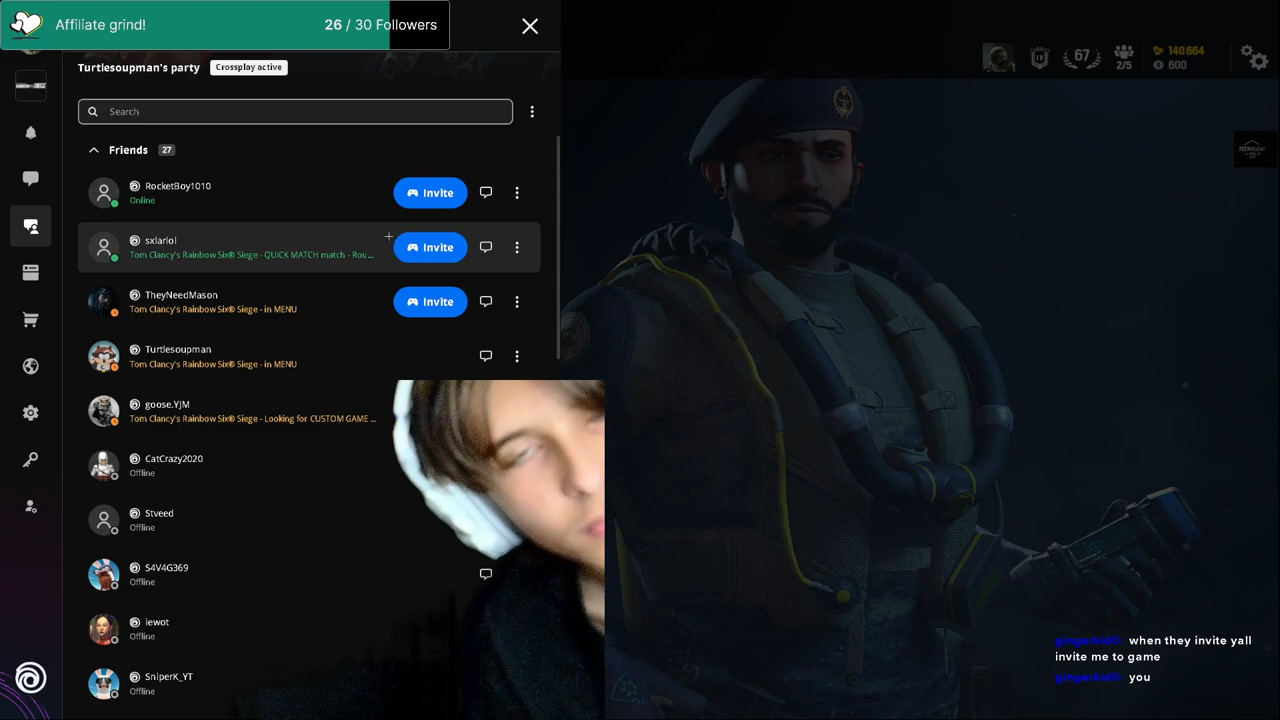 Affiliate grind!
26 / 30 Followers
Turtlesoupman's party
Crossplay active
67
2/5
140 664
600
LV
Search
Friends 27
RocketBoy1010
Online
Invite
sxlarlol
Tom Clancy's Rainbow Six® Siege - QUICK MATCH match - Rou...
Invite
TheyNeedMason
Tom Clancy's Rainbow Six® Siege - in MENU
Invite
Turtlesoupman
Tom Clancy's Rainbow Six® Siege - in MENU
goose.YJM
Tom Clancy's Rainbow Six® Siege - Looking for CUSTOM GAME ...
CatCrazy2020
Offline
Stveed
Offline
S4V4G369
Offline
iewot
Offline
SniperK_YT
Offline
when they invite yall
invite me to game
you